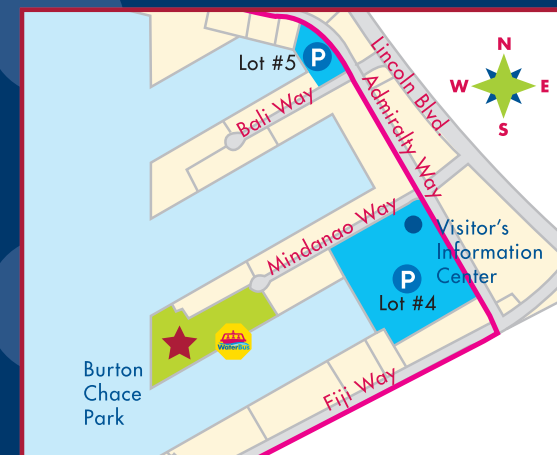 Lot #5
P
Lincoln Blvd.
N
W E
S
Bali Way
Admiralty Way
Mindanao Way
Visitor's
Information
Center
P
Lot #4
WaterBus
Burton
Chace
Park
Fiji Way